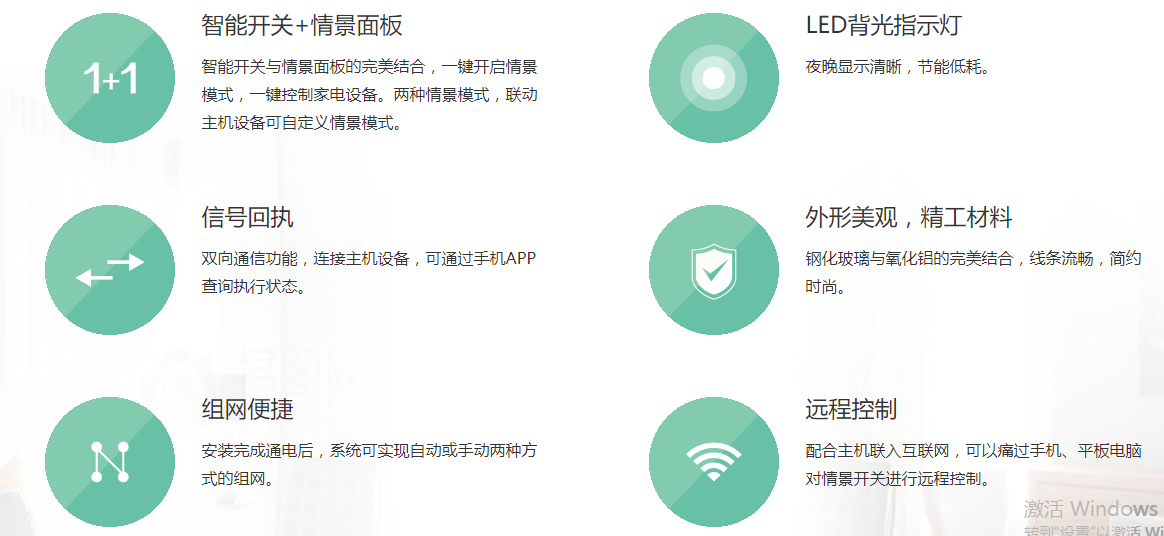 智能开关+情景面板
1+1
智能开关与情景面板的完美结合，一键开启情景
模式，一键控制家电设备。两种情景模式，联动
主机设备可自定义情景模式。
LED背光指示灯
夜晚显示清晰，节能低耗。
信号回执
双向通信功能，连接主机设备，可通过手机APP
查询执行状态。
外形美观，精工材料
钢化玻璃与氧化铝的完美结合，线条流畅，简约
时尚。
组网便捷
安装完成通电后，系统可实现自动或手动两种方
式的组网。
远程控制
配合主机联入互联网，可以痛过手机、平板电脑
对情景开关进行远程控制。
激活 Windows
转到“设置”以激活 Wi